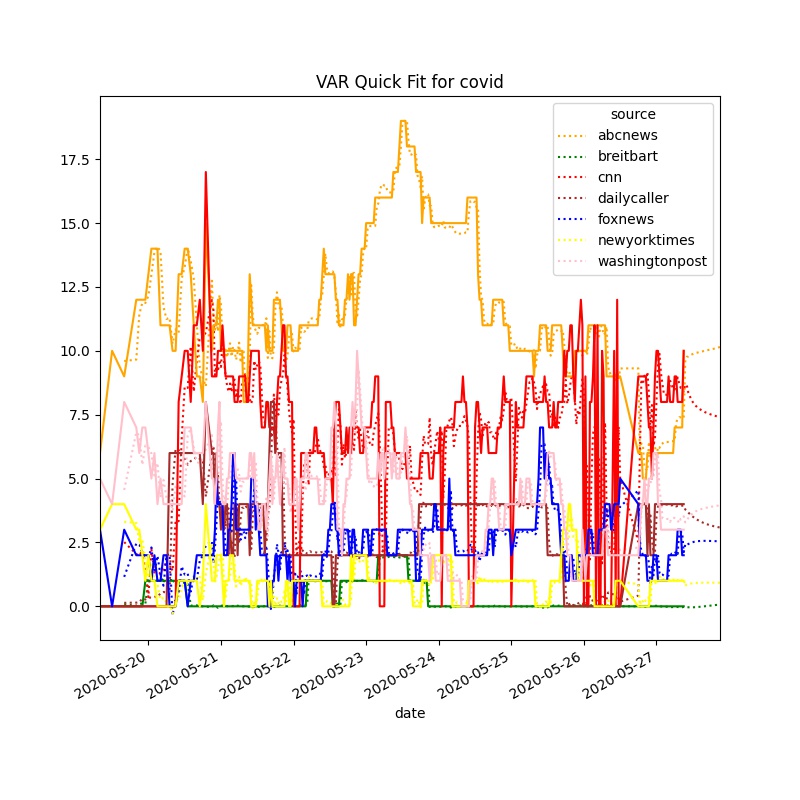 VAR Quick Fit for covid
source
abcnews
breitbart
cnn
dailycaller
foxnews
newyorktimes
washingtonpost
17.5
15.0
12.5
10.0
7.5
5.0
2.5
0.0
2020-05-20
2020-05-21
2020-05-22
2020-05-23
2020-05-24
2020-05-25
2020-05-26
2020-05-27
date